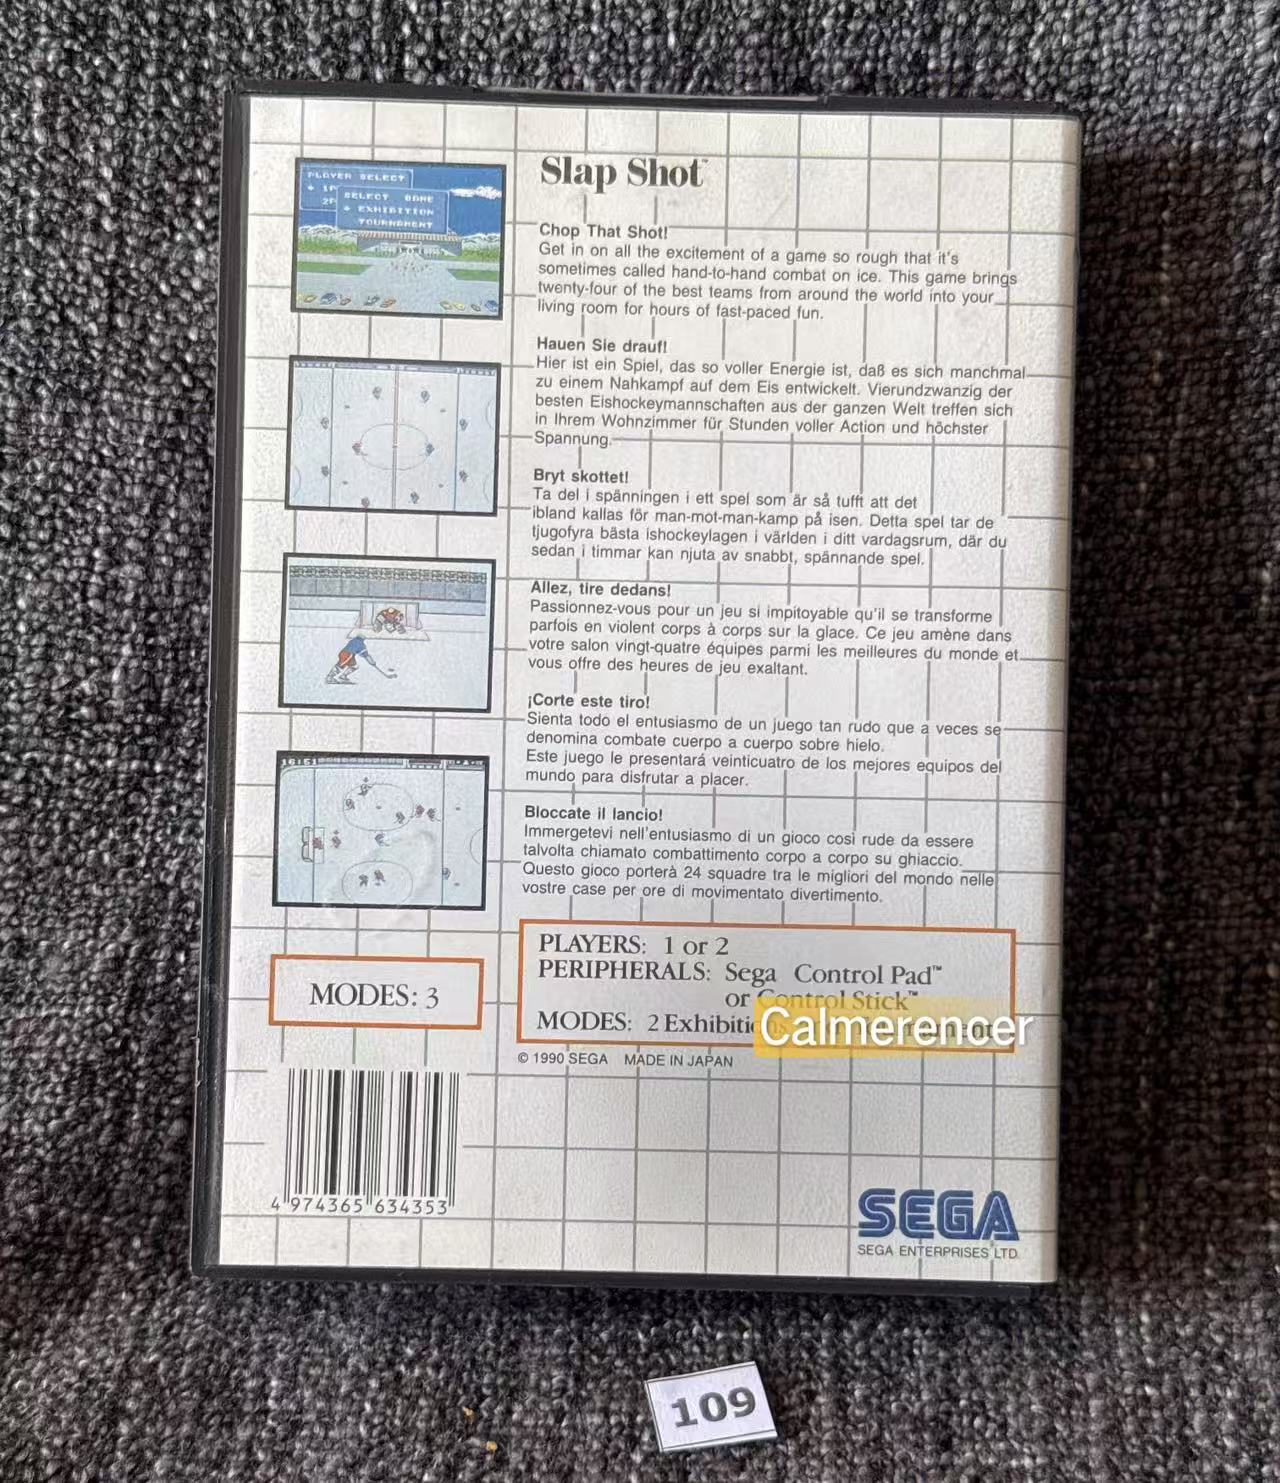 Slap Shot™
PLAYER SELECT
1P
2P
SELECT GAME
EXHIBITION
TOURNAMENT
Chop That Shot!
Get in on all the excitement of a game so rough that it's
sometimes called hand-to-hand combat on ice. This game brings
twenty-four of the best teams from around the world into your
living room for hours of fast-paced fun.
Hauen Sie drauf!
Hier ist ein Spiel, das so voller Energie ist, daß es sich manchmal
zu einem Nahkampf auf dem Eis entwickelt. Vierundzwanzig der
besten Eishockeymannschaften aus der ganzen Welt treffen sich
in Ihrem Wohnzimmer für Stunden voller Action und höchster
Spannung.
Bryt skottet!
Ta del i spänningen i ett spel som är så tufft att det
ibland kallas för man-mot-man-kamp på isen. Detta spel tar de
tjugofyra bästa ishockeylagen i världen i ditt vardagsrum, där du
sedan i timmar kan njuta av snabbt, spännande spel.
Allez, tire dedans!
Passionnez-vous pour un jeu si impitoyable qu'il se transforme
parfois en violent corps à corps sur la glace. Ce jeu amène dans
votre salon vingt-quatre équipes parmi les meilleures du monde et
vous offre des heures de jeu exaltant.
¡Corte este tiro!
Sienta todo el entusiasmo de un juego tan rudo que a veces se
denomina combate cuerpo a cuerpo sobre hielo.
Este juego le presentará veinticuatro de los mejores equipos del
mundo para disfrutar a placer.
Bloccate il lancio!
Immergetevi nell'entusiasmo di un gioco così rude da essere
talvolta chiamato combattimento corpo a corpo su ghiaccio.
Questo gioco porterà 24 squadre tra le migliori del mondo nelle
vostre case per ore di movimentato divertimento.
MODES: 3
PLAYERS: 1 or 2
PERIPHERALS: Sega Control Pad™
or Control Stick™
MODES: 2
Calmerencer
© 1990 SEGA MADE IN JAPAN
4 974365 634353
SEGA
SEGA ENTERPRISES LTD.
109